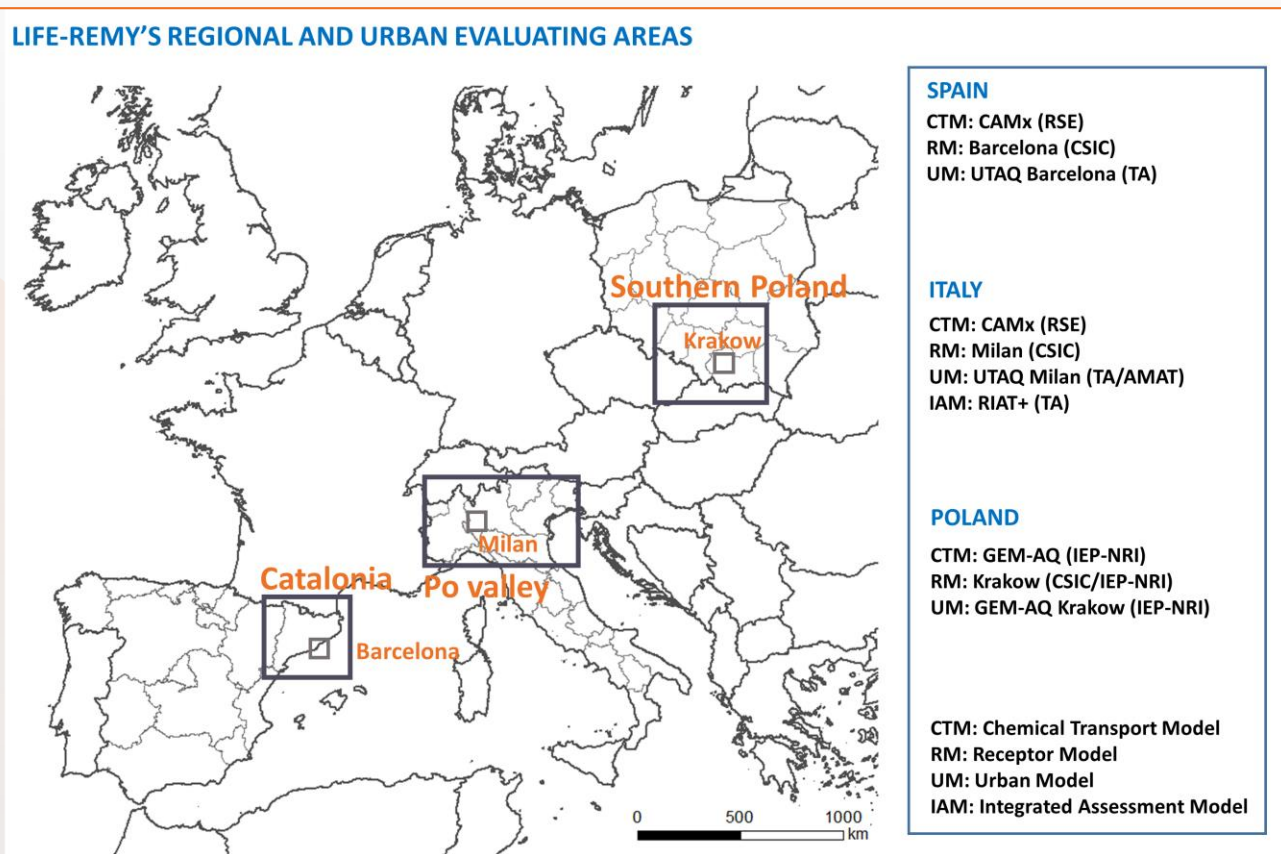 LIFE-REMY'S REGIONAL AND URBAN EVALUATING AREAS
Southern Poland
Krakow
Milan
Po valley
Catalonia
Barcelona
0 500 1000
km
SPAIN
CTM: CAMx (RSE)
RM: Barcelona (CSIC)
UM: UTAQ Barcelona (TA)
ITALY
CTM: CAMx (RSE)
RM: Milan (CSIC)
UM: UTAQ Milan (TA/AMAT)
IAM: RIAT+ (TA)
POLAND
CTM: GEM-AQ (IEP-NRI)
RM: Krakow (CSIC/IEP-NRI)
UM: GEM-AQ Krakow (IEP-NRI)
CTM: Chemical Transport Model
RM: Receptor Model
UM: Urban Model
IAM: Integrated Assessment Model